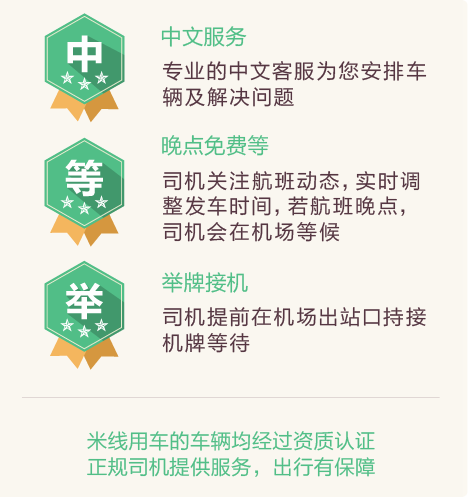 中
中文服务
专业的中文客服为您安排车
辆及解决问题
等
晚点免费等
司机关注航班动态，实时调
整发车时间，若航班晚点，
司机会在机场等候
举
举牌接机
司机提前在机场出站口持接
机牌等待
米线用车的车辆均经过资质认证
正规司机提供服务，出行有保障